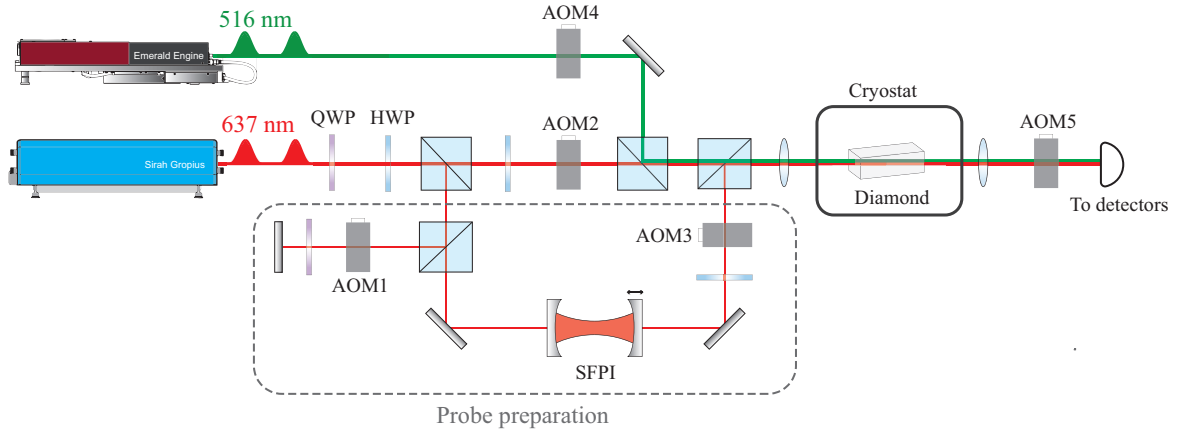 516 nm
AOM4
Emerald Engine
637 nm
QWP
HWP
AOM2
Cryostat
AOM5
Sirah Gropius
Diamond
To detectors
AOM3
AOM1
SFPI
Probe preparation